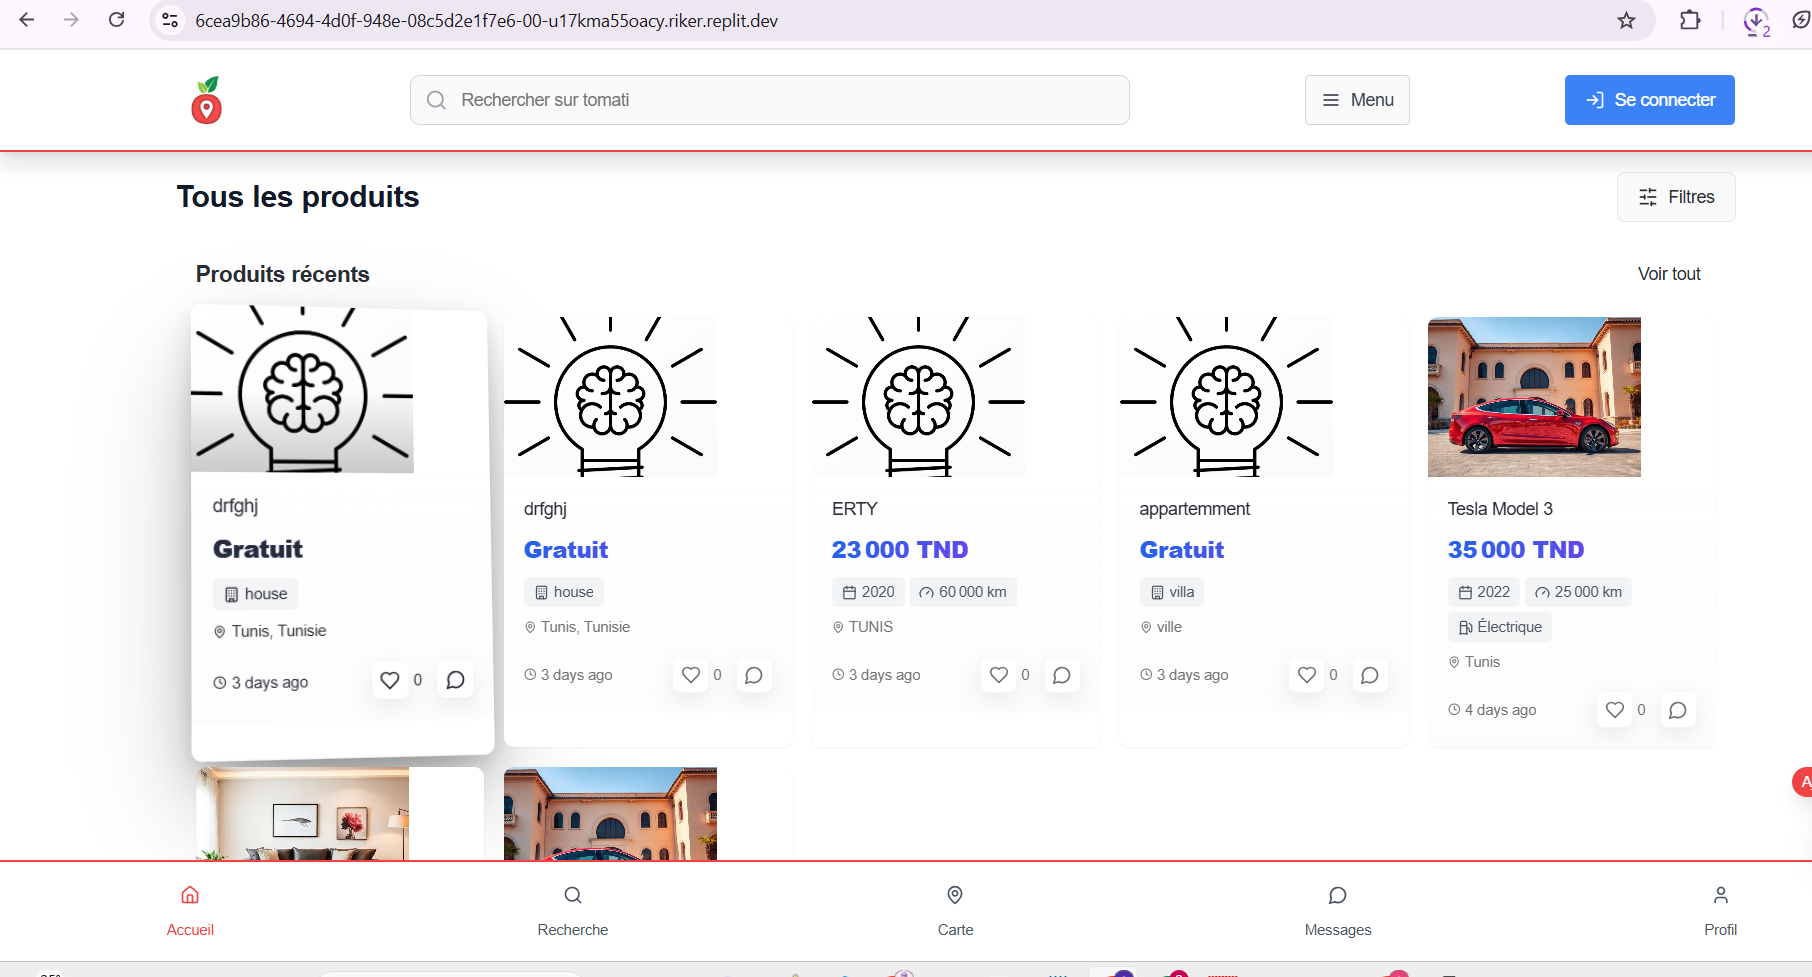 6cea9b86-4694-4d0f-948e-08c5d2e1f7e6-00-u17kma55oacy.riker.replit.dev
2
Rechercher sur tomati
Menu
Se connecter
Tous les produits
Filtres
Produits récents
Voir tout
drfghj
Gratuit
house
Tunis, Tunisie
3 days ago
0
drfghj
Gratuit
house
Tunis, Tunisie
3 days ago
0
ERTY
23 000 TND
2020
60 000 km
TUNIS
3 days ago
0
appartemment
Gratuit
villa
ville
3 days ago
0
Tesla Model 3
35 000 TND
2022
25 000 km
Électrique
Tunis
4 days ago
0
A
Accueil
Recherche
Carte
Messages
Profil